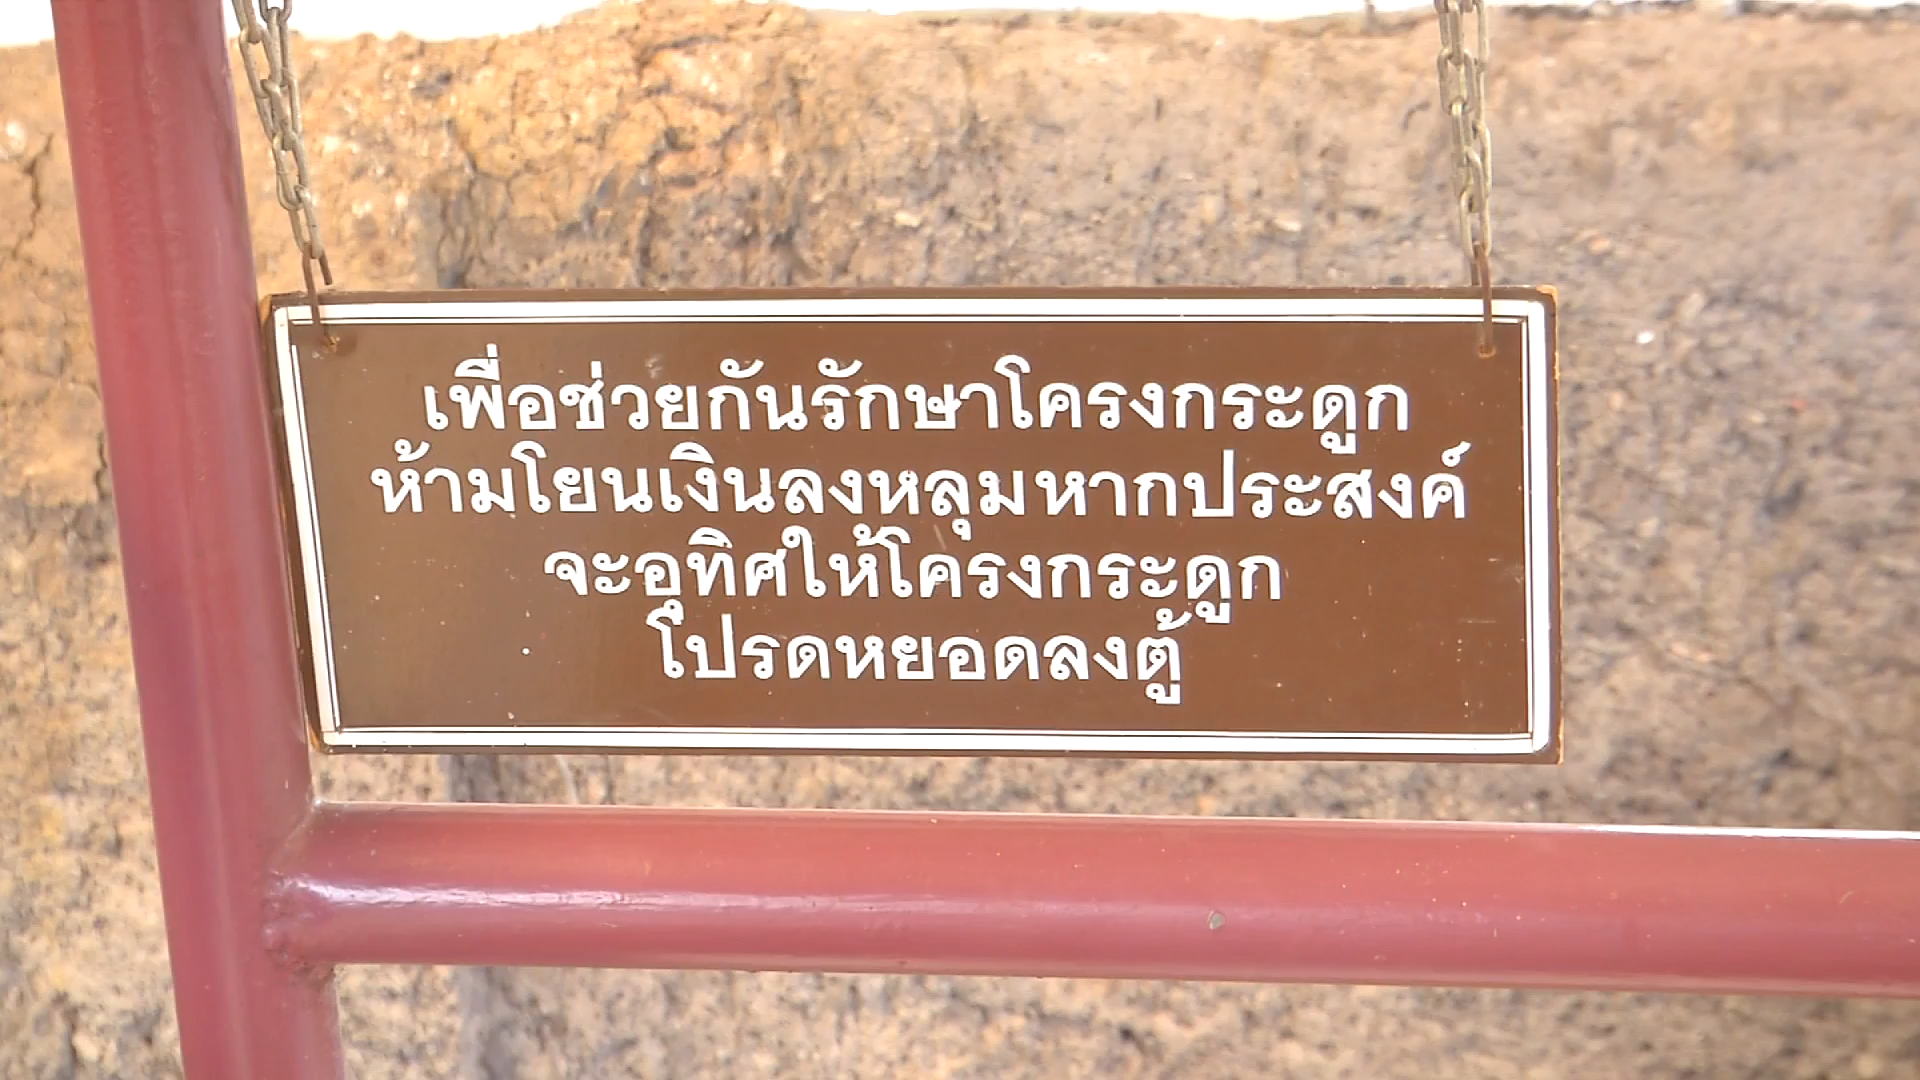 เพื่อช่วยกันรักษาโครงกระดูก
ห้ามโยนเงินลงหลุมหากประสงค์
จะอุทิศให้โครงกระดูก
โปรดหยอดลงตู้